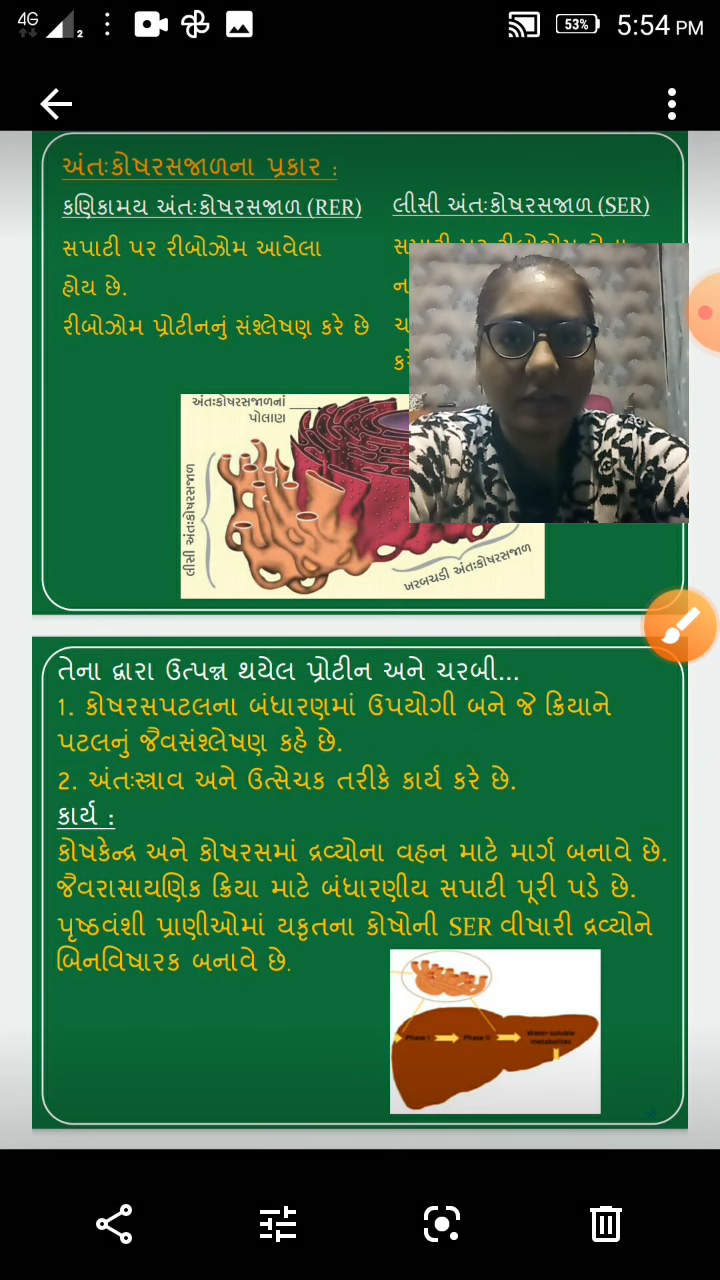 4G
2
53%
5:54 PM
અંતઃકોષરસજાળના પ્રકાર :
કણિકામય અંતઃકોષરસજાળ (RER)
સપાટી પર રીબોઝોમ આવેલા
હોય છે.
રીબોઝોમ પ્રોટીનનું સંશ્લેષણ કરે છે
લીસી અંતઃકોષરસજાળ (SER)
અંતઃકોષરસજાળનાં
પોલાણ
લીસી અંતઃકોષરસજાળ
ખરબચડી અંતઃકોષરસજાળ
તેના દ્વારા ઉત્પન્ન થયેલ પ્રોટીન અને ચરબી...
1. કોષરસપટલના બંધારણમાં ઉપયોગી બને જે ક્રિયાને
પટલનું જૈવસંશ્લેષણ કહે છે.
2. અંતઃસ્ત્રાવ અને ઉત્સેચક તરીકે કાર્ય કરે છે.
કાર્ય :
કોષકેન્દ્ર અને કોષરસમાં દ્રવ્યોના વહન માટે માર્ગ બનાવે છે.
જૈવરાસાયણિક ક્રિયા માટે બંધારણીય સપાટી પૂરી પડે છે.
પૃષ્ઠવંશી પ્રાણીઓમાં યકૃતના કોષોની SER વીષારી દ્રવ્યોને
બિનવિષારક બનાવે છે.
Phase I
Phase II
Water-soluble
metabolites